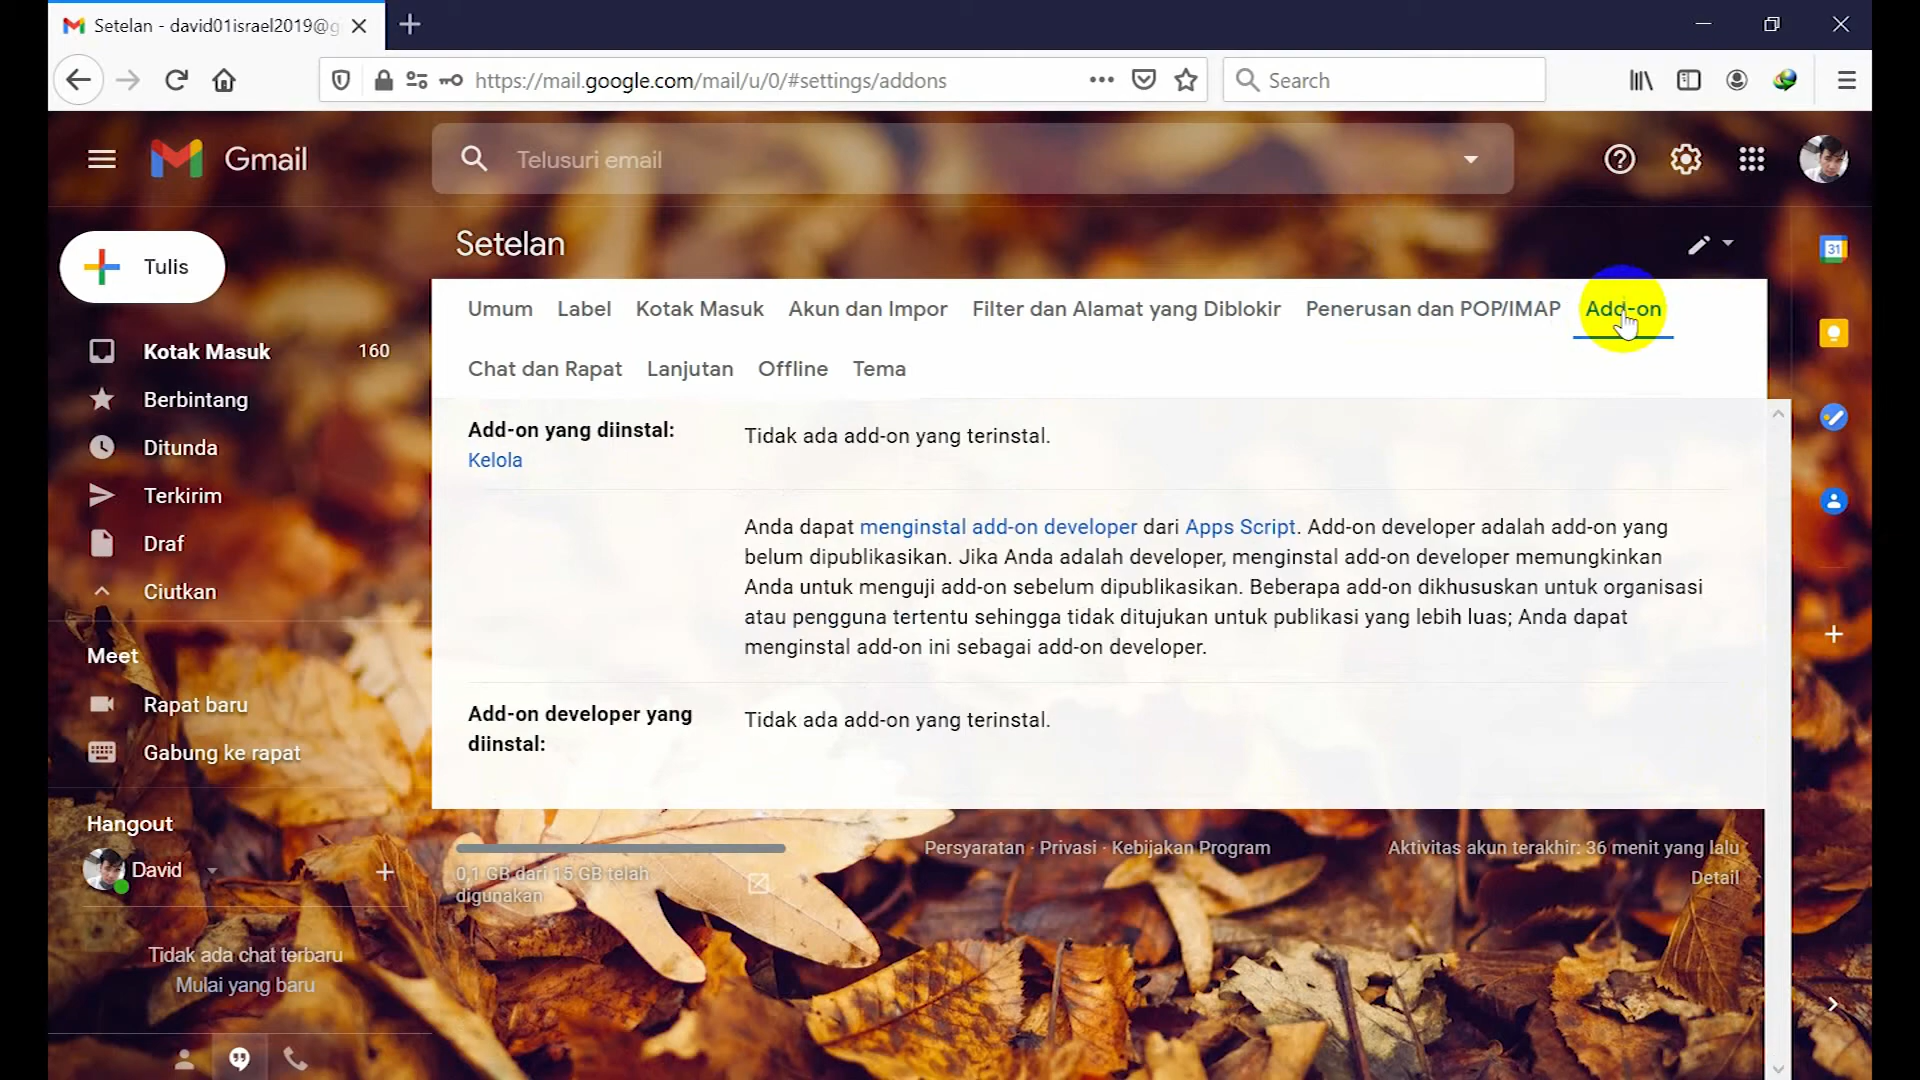 Setelan - david01israel2019@g
https://mail.google.com/mail/u/0/#settings/addons
Search
Gmail
Telusuri email
Setelan
Tulis
31
Umum Label Kotak Masuk Akun dan Impor Filter dan Alamat yang Diblokir Penerusan dan POP/IMAP Add-on
Chat dan Rapat Lanjutan Offline Tema
Kotak Masuk 160
Berbintang
Ditunda
Terkirim
Draf
Ciutkan
Meet
Rapat baru
Gabung ke rapat
Hangout
David
Tidak ada chat terbaru
Mulai yang baru
Add-on yang diinstal:
Kelola
Tidak ada add-on yang terinstal.
Anda dapat menginstal add-on developer dari Apps Script. Add-on developer adalah add-on yang
belum dipublikasikan. Jika Anda adalah developer, menginstal add-on developer memungkinkan
Anda untuk menguji add-on sebelum dipublikasikan. Beberapa add-on dikhususkan untuk organisasi
atau pengguna tertentu sehingga tidak ditujukan untuk publikasi yang lebih luas; Anda dapat
menginstal add-on ini sebagai add-on developer.
Add-on developer yang
diinstal:
Tidak ada add-on yang terinstal.
0,1 GB dari 15 GB telah
digunakan
Persyaratan · Privasi · Kebijakan Program
Aktivitas akun terakhir: 36 menit yang lalu
Detail